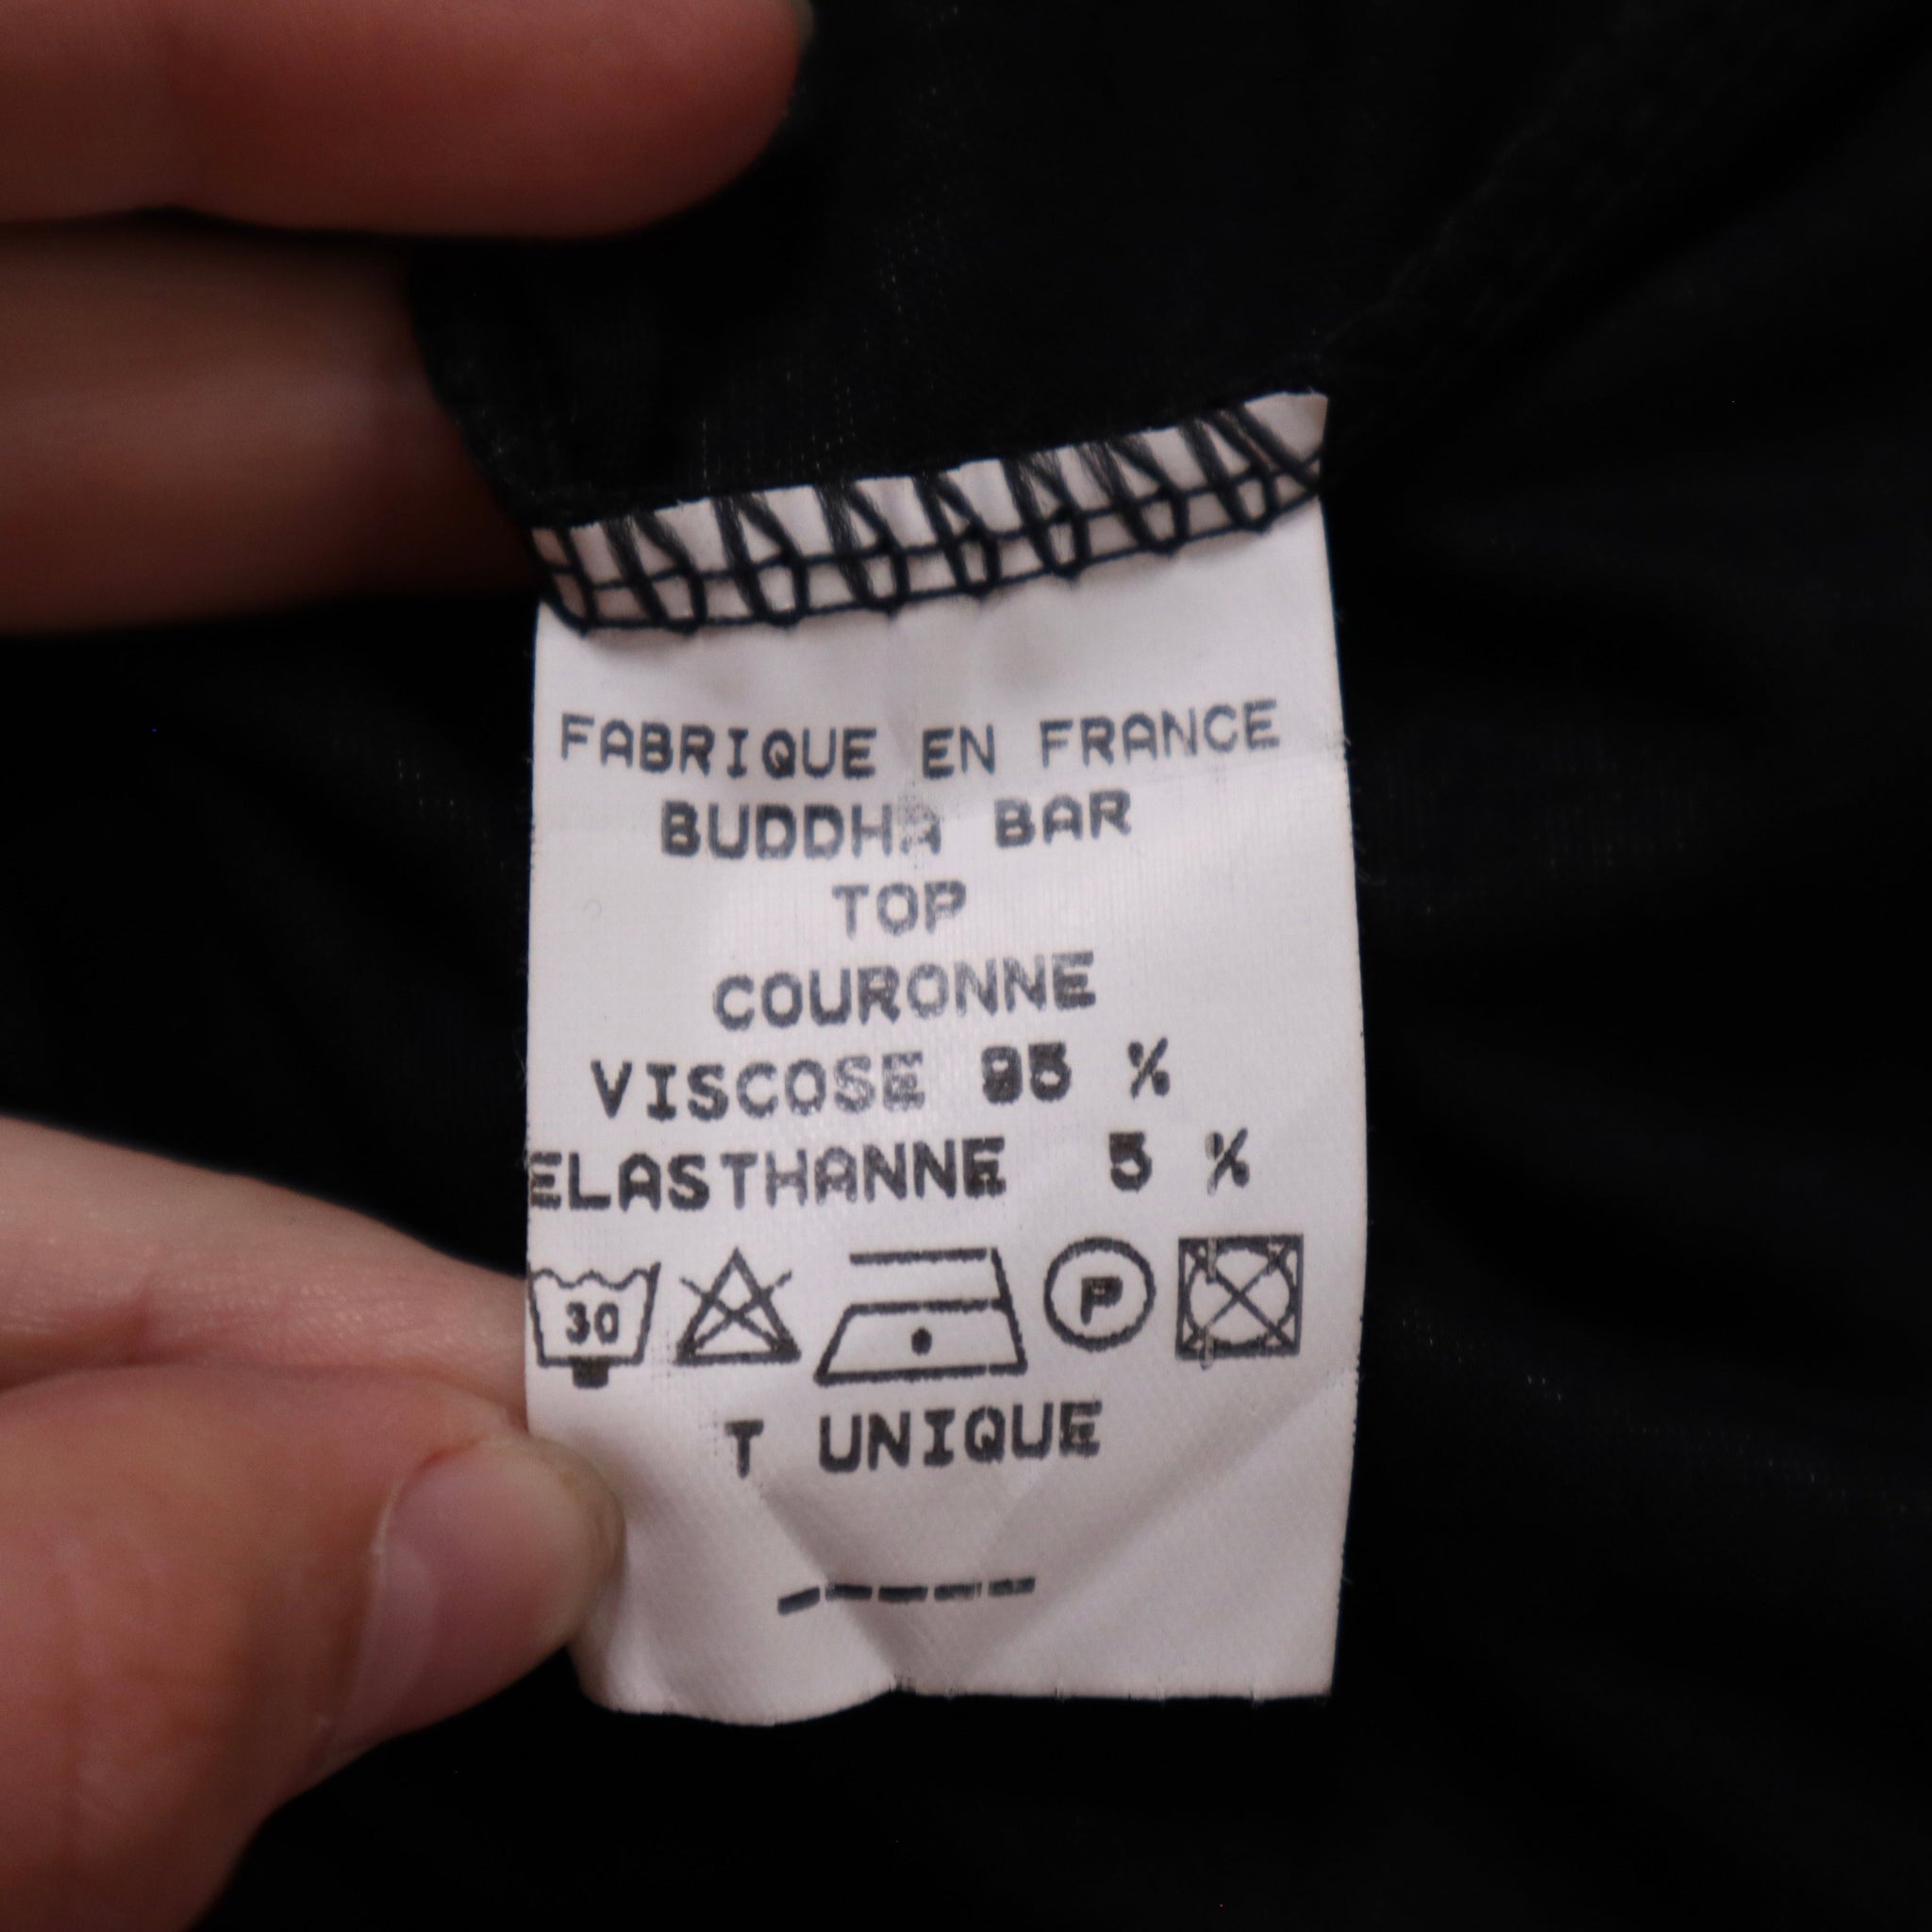 FABRIQUE EN FRANCE
BUDDHA BAR
TOP
COURONNE
VISCOSE 95 %
ELASTHANNE 5 %
30 P
T UNIQUE
-----